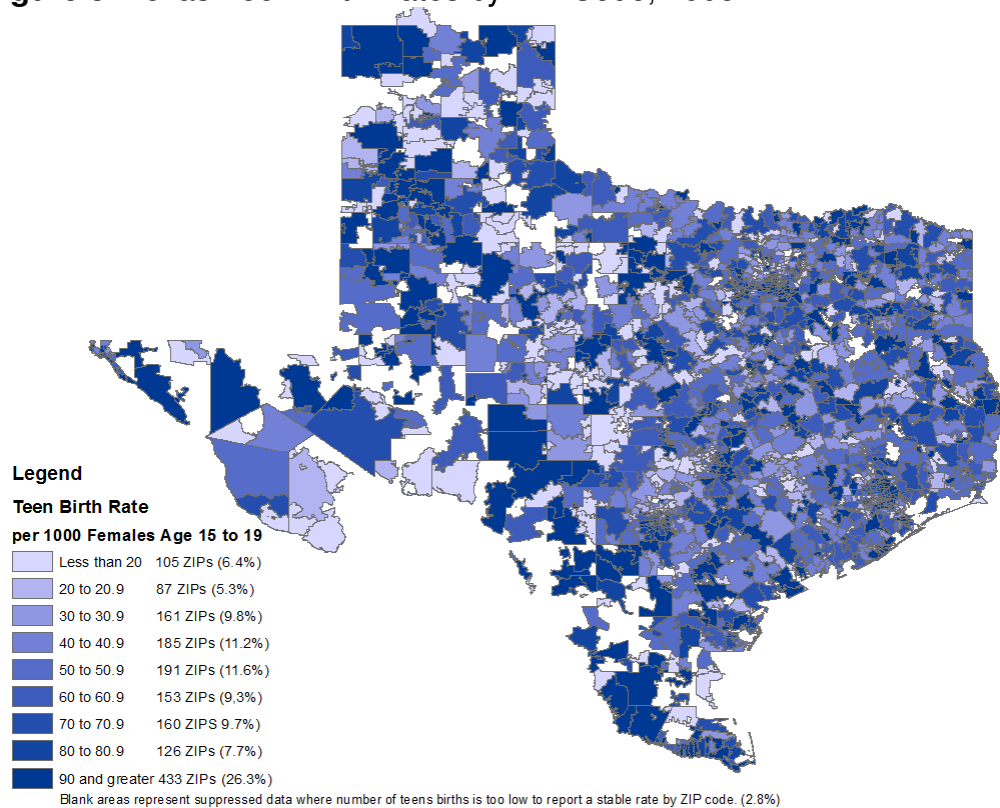 by
Legend
Teen Birth Rate
per 1000 Females Age 15 to 19
Less than 20 105 ZIPs (6.4%)
20 to 20.9 87 ZIPs (5.3%)
30 to 30.9 161 ZIPs (9.8%)
40 to 40.9 185 ZIPs (11.2%)
50 to 50.9 191 ZIPs (11.6%)
60 to 60.9 153 ZIPs (9,3%)
70 to 70.9 160 ZIPS 9.7%)
80 to 80.9 126 ZIPs (7.7%)
90 and greater 433 ZIPs (26.3%)
Blank areas represent suppressed data where number of teens births is too low to report a stable rate by ZIP code. (2.8%)